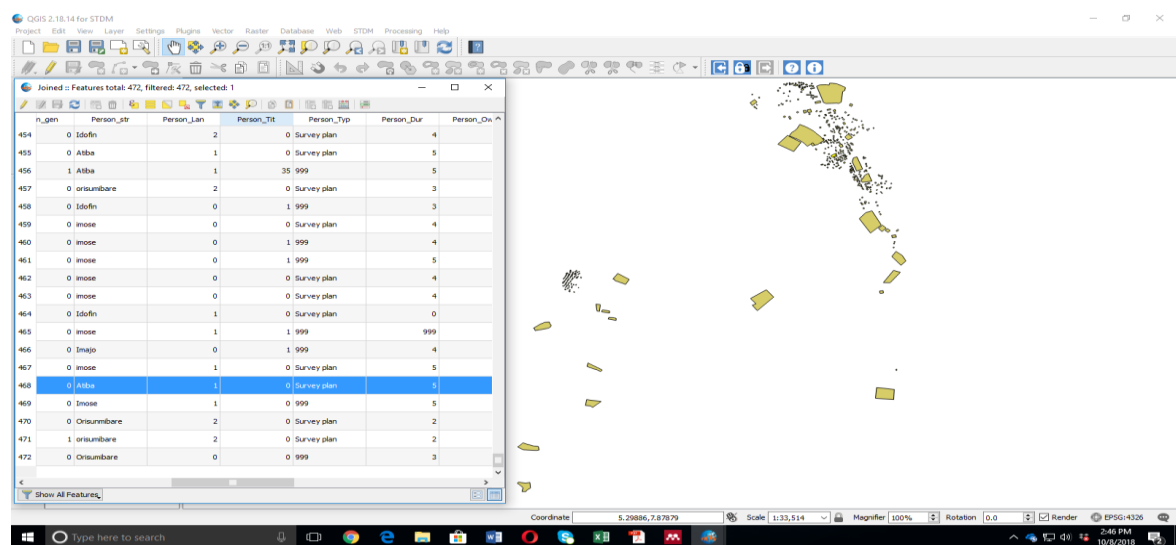 QGIS 2.18.14 for STDM
Project Edit View Layer Settings Plugins Vector Raster Database Web STDM Processing Help
Joined :: Features total: 472, filtered: 472, selected: 1
n_gen Person_str Person_Lan Person_Tit Person_Typ Person_Dur Person_Ow
454 0 Idofin 2 0 Survey plan 4
455 0 Atiba 1 0 Survey plan 5
456 1 Atiba 1 35 999 5
457 0 orisumibare 2 0 Survey plan 3
458 0 Idofin 0 1 999 3
459 0 imose 0 0 Survey plan 4
460 0 imose 0 1 999 4
461 0 imose 0 1 999 5
462 0 imose 0 0 Survey plan 4
463 0 imose 0 0 Survey plan 4
464 0 Idofin 1 0 Survey plan 0
465 0 imose 1 1 999 999
466 0 Imajo 0 1 999 4
467 0 imose 1 0 Survey plan 5
468 0 Atiba 1 0 Survey plan 5
469 0 Imose 1 0 999 5
470 0 Orisunmibare 2 0 Survey plan 2
471 1 orisumibare 2 0 Survey plan 2
472 0 Orisumibare 0 0 999 3
Show All Features
Coordinate 5.29886,7.87879 Scale 1:33,514 Magnifier 100% Rotation 0.0 Render EPSG:4326
Type here to search
2:46 PM
10/8/2018